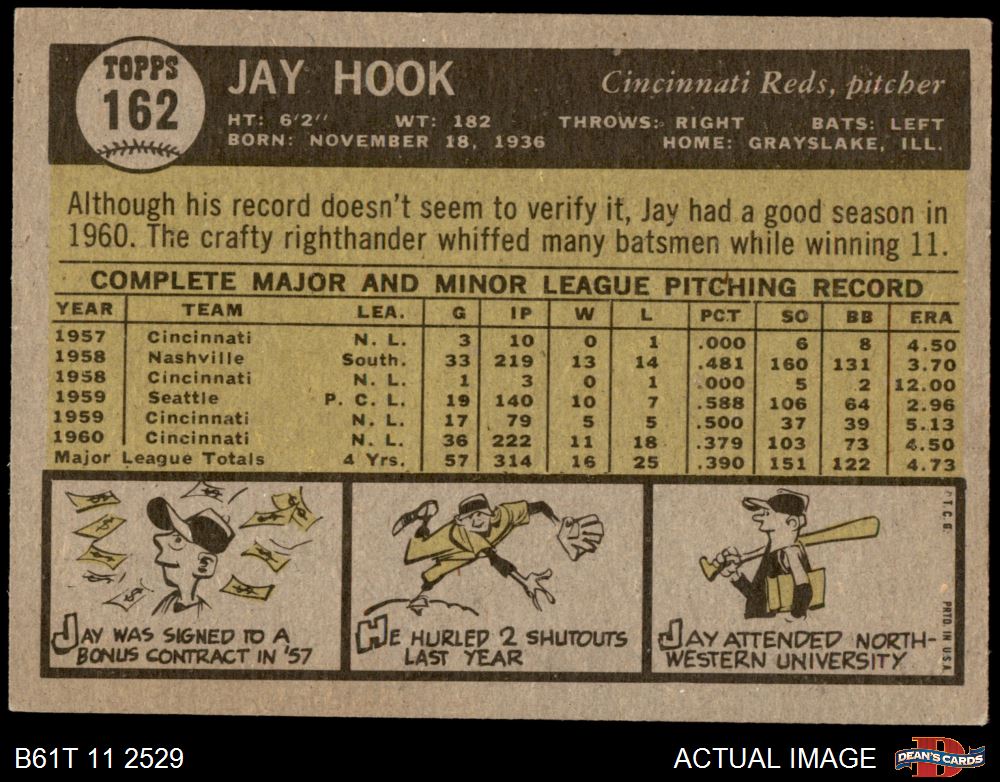 TOPPS
162
JAY HOOK
Cincinnati Reds, pitcher
HT: 6'2" WT: 182 THROWS: RIGHT BATS: LEFT
BORN: NOVEMBER 18, 1936 HOME: GRAYSLAKE, ILL.
Although his record doesn't seem to verify it, Jay had a good season in
1960. The crafty righthander whiffed many batsmen while winning 11.
COMPLETE MAJOR AND MINOR LEAGUE PITCHING RECORD
YEAR TEAM LEA. G IP W L PCT SO BB ERA
1957 Cincinnati N. L. 3 10 0 1 .000 6 8 4.50
1958 Nashville South. 33 219 13 14 .481 160 131 3.70
1958 Cincinnati N. L. 1 3 0 1 .000 5 2 12.00
1959 Seattle P. C. L. 19 140 10 7 .588 106 64 2.96
1959 Cincinnati N. L. 17 79 5 5 .500 37 39 5.13
1960 Cincinnati N. L. 36 222 11 18 .379 103 73 4.50
Major League Totals 4 Yrs. 57 314 16 25 .390 151 122 4.73
JAY WAS SIGNED TO A
BONUS CONTRACT IN '57
HE HURLED 2 SHUTOUTS
LAST YEAR
JAY ATTENDED NORTH-
WESTERN UNIVERSITY
T.C.G.
PRTD. IN U.S.A.
B61T 11 2529
ACTUAL IMAGE
DEAN'S CARDS